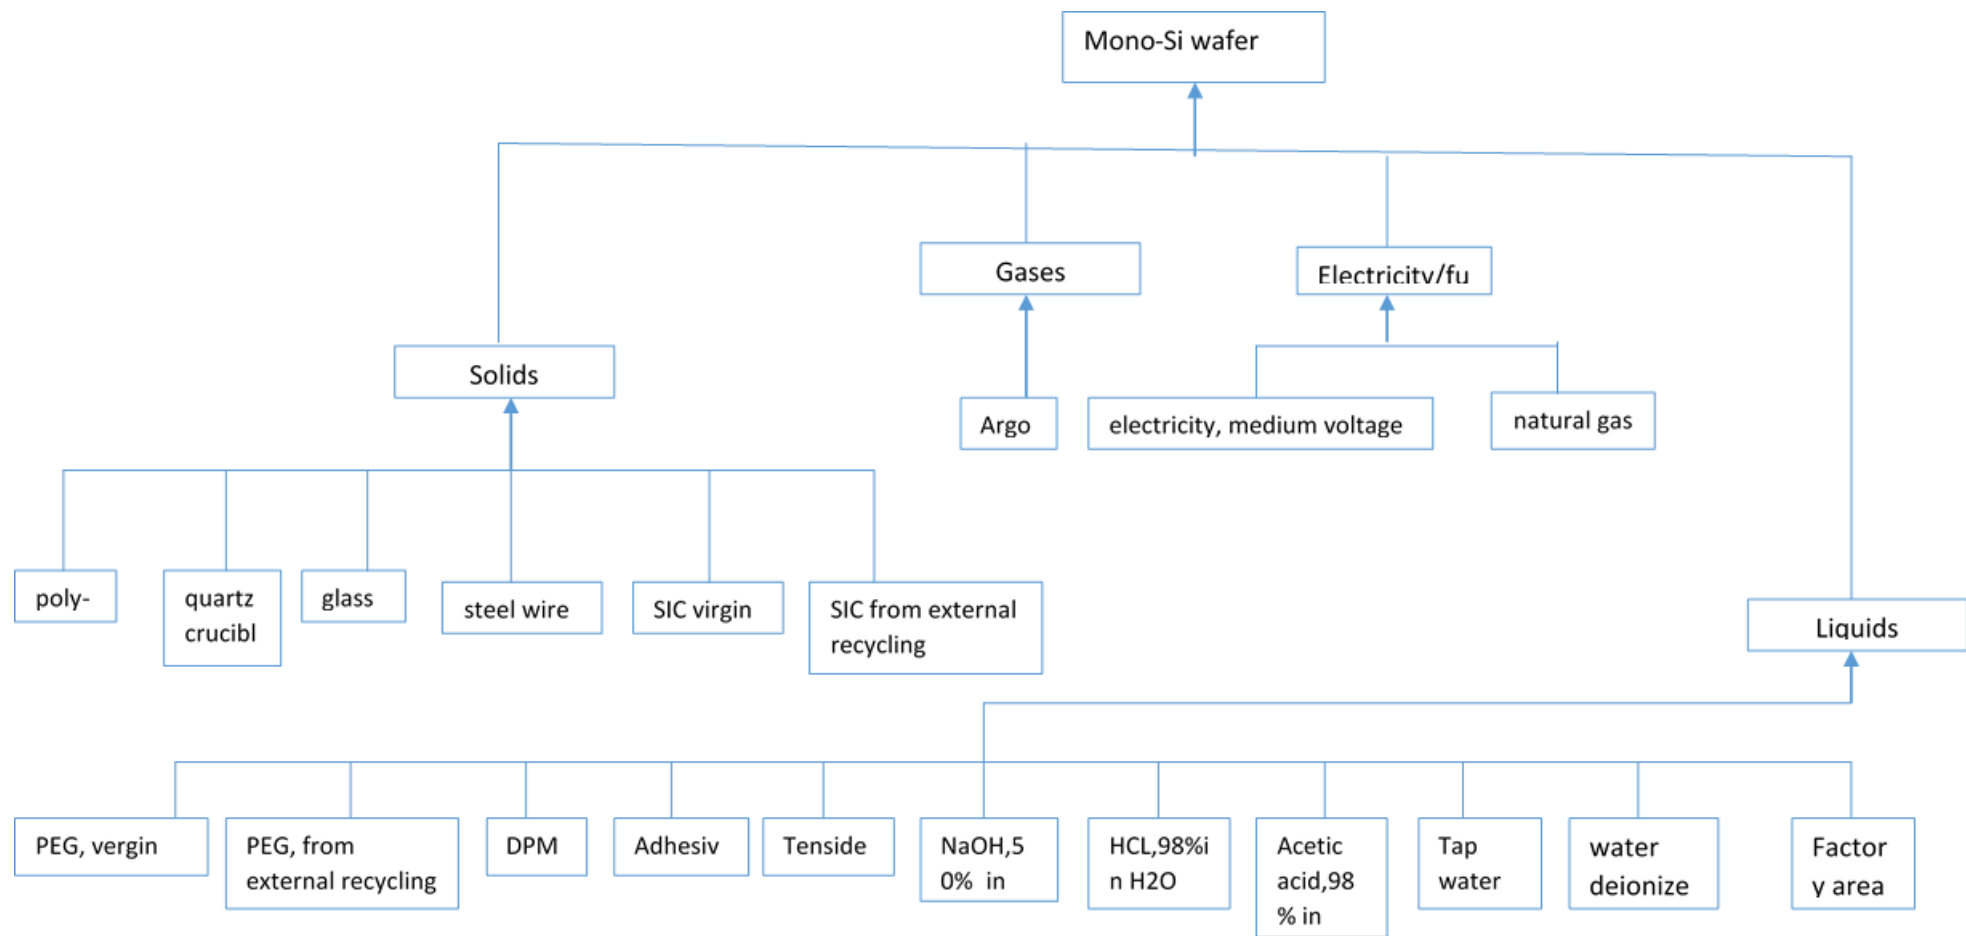 Mono-Si wafer
Gases
Electricity/fu
Solids
Argo
electricity, medium voltage
natural gas
poly-
quartz
crucibl
glass
steel wire
SIC virgin
SIC from external
recycling
Liquids
PEG, vergin
PEG, from
external recycling
DPM
Adhesiv
Tenside
NaOH,5
0% in
HCL,98%i
n H2O
Acetic
acid,98
% in
Tap
water
water
deionize
Factor
y area